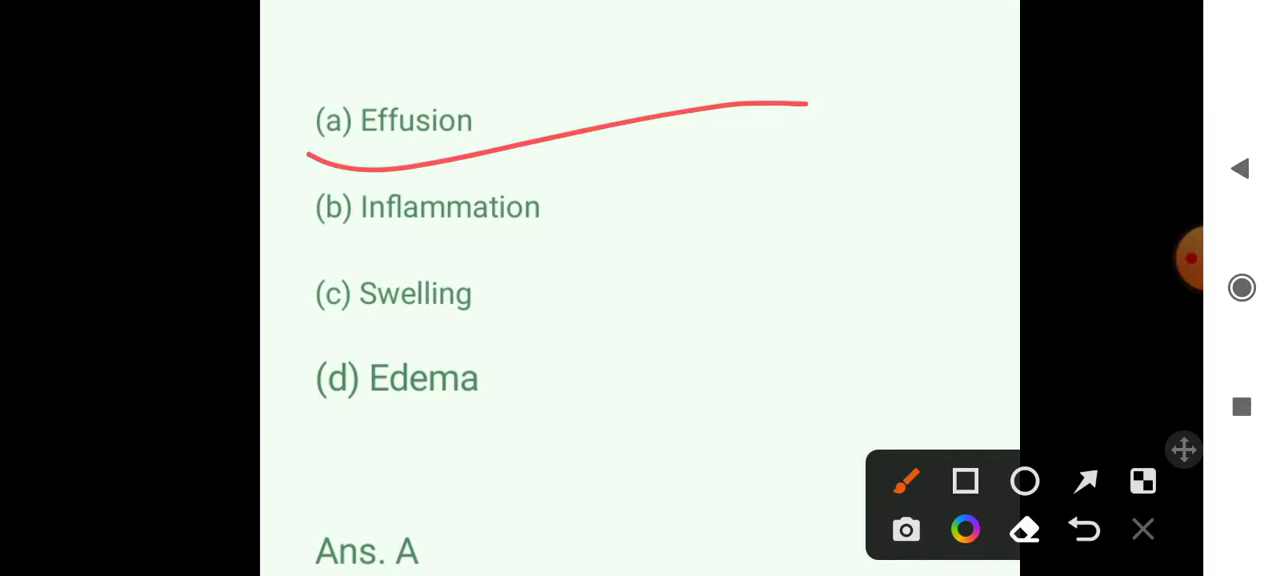 (a) Effusion
(b) Inflammation
(c) Swelling
(d) Edema
Ans. A